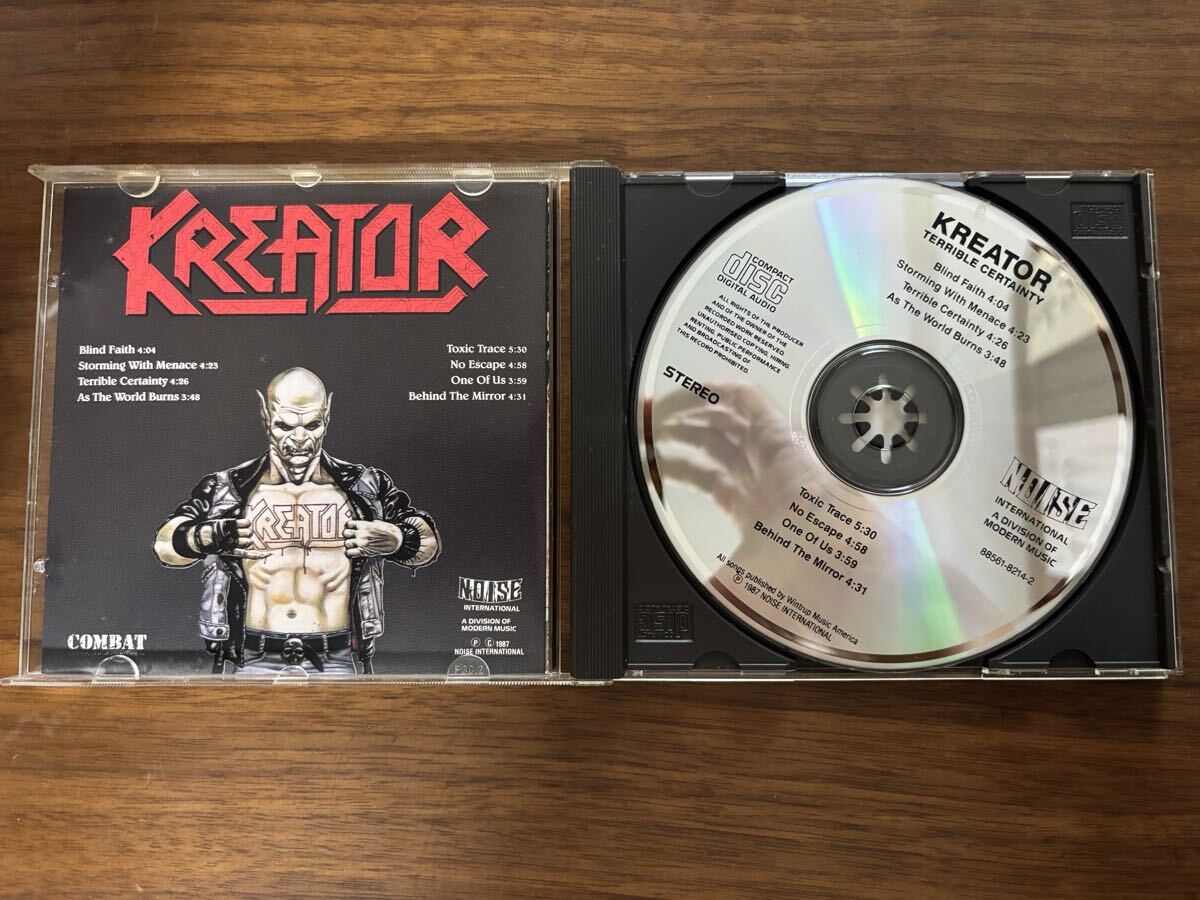 KREATOR
Blind Faith 4:04
Storming With Menace 4:23
Terrible Certainty 4:26
As The World Burns 3:48
Toxic Trace 5:30
No Escape 4:58
One Of Us 3:59
Behind The Mirror 4:31
KREATOR
NOISE
INTERNATIONAL
A DIVISION OF
MODERN MUSIC
Ⓟ Ⓒ 1987
NOISE INTERNATIONAL
COMBAT
KREATOR
TERRIBLE CERTAINTY
Blind Faith 4:04
Storming With Menace 4:23
Terrible Certainty 4:26
As The World Burns 3:48
COMPACT
disc
DIGITAL AUDIO
ALL RIGHTS OF THE PRODUCER
AND OF THE OWNER OF THE
RECORDED WORK RESERVED.
UNAUTHORISED COPYING, HIRING
RENTING. PUBLIC PERFORMANCE
AND BROADCASTING OF
THIS RECORD PROHIBITED.
STEREO
NOISE
INTERNATIONAL
A DIVISION OF
MODERN MUSIC
88561-8214-2
Toxic Trace 5:30
No Escape 4:58
One Of Us 3:59
Behind The Mirror 4:31
All songs published by Wintrup Music America
Ⓟ 1987 NOISE INTERNATIONAL
disc
disc